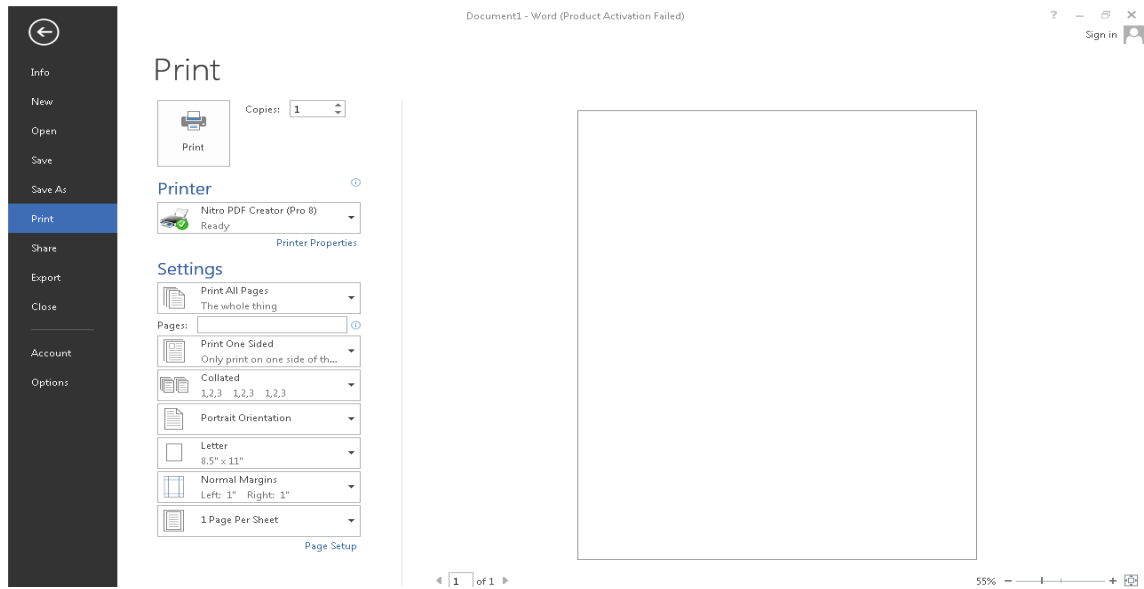 Document1 - Word (Product Activation Failed)
?
Sign in
Info
New
Open
Save
Save As
Print
Share
Export
Close
Account
Options
Print
Print
Copies: 1
Printer
Nitro PDF Creator (Pro 8)
Ready
Printer Properties
Settings
Print All Pages
The whole thing
Pages:
Print One Sided
Only print on one side of th...
Collated
1,2,3 1,2,3 1,2,3
Portrait Orientation
Letter
8.5" x 11"
Normal Margins
Left: 1" Right: 1"
1 Page Per Sheet
Page Setup
1 of 1
55%